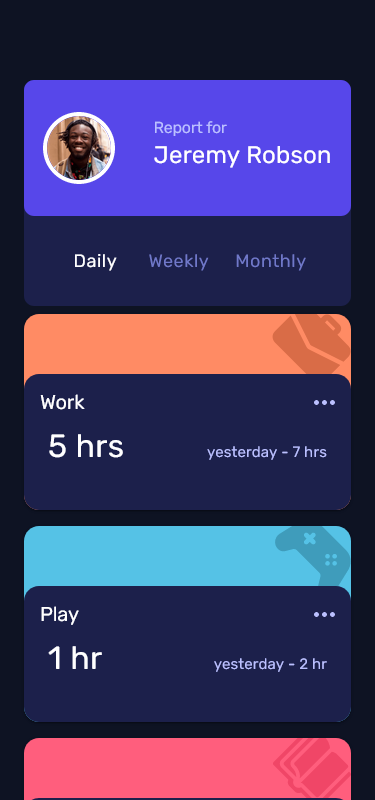 Report for
Jeremy Robson
Daily Weekly Monthly
Work
5 hrs yesterday - 7 hrs
Play
1 hr yesterday - 2 hr